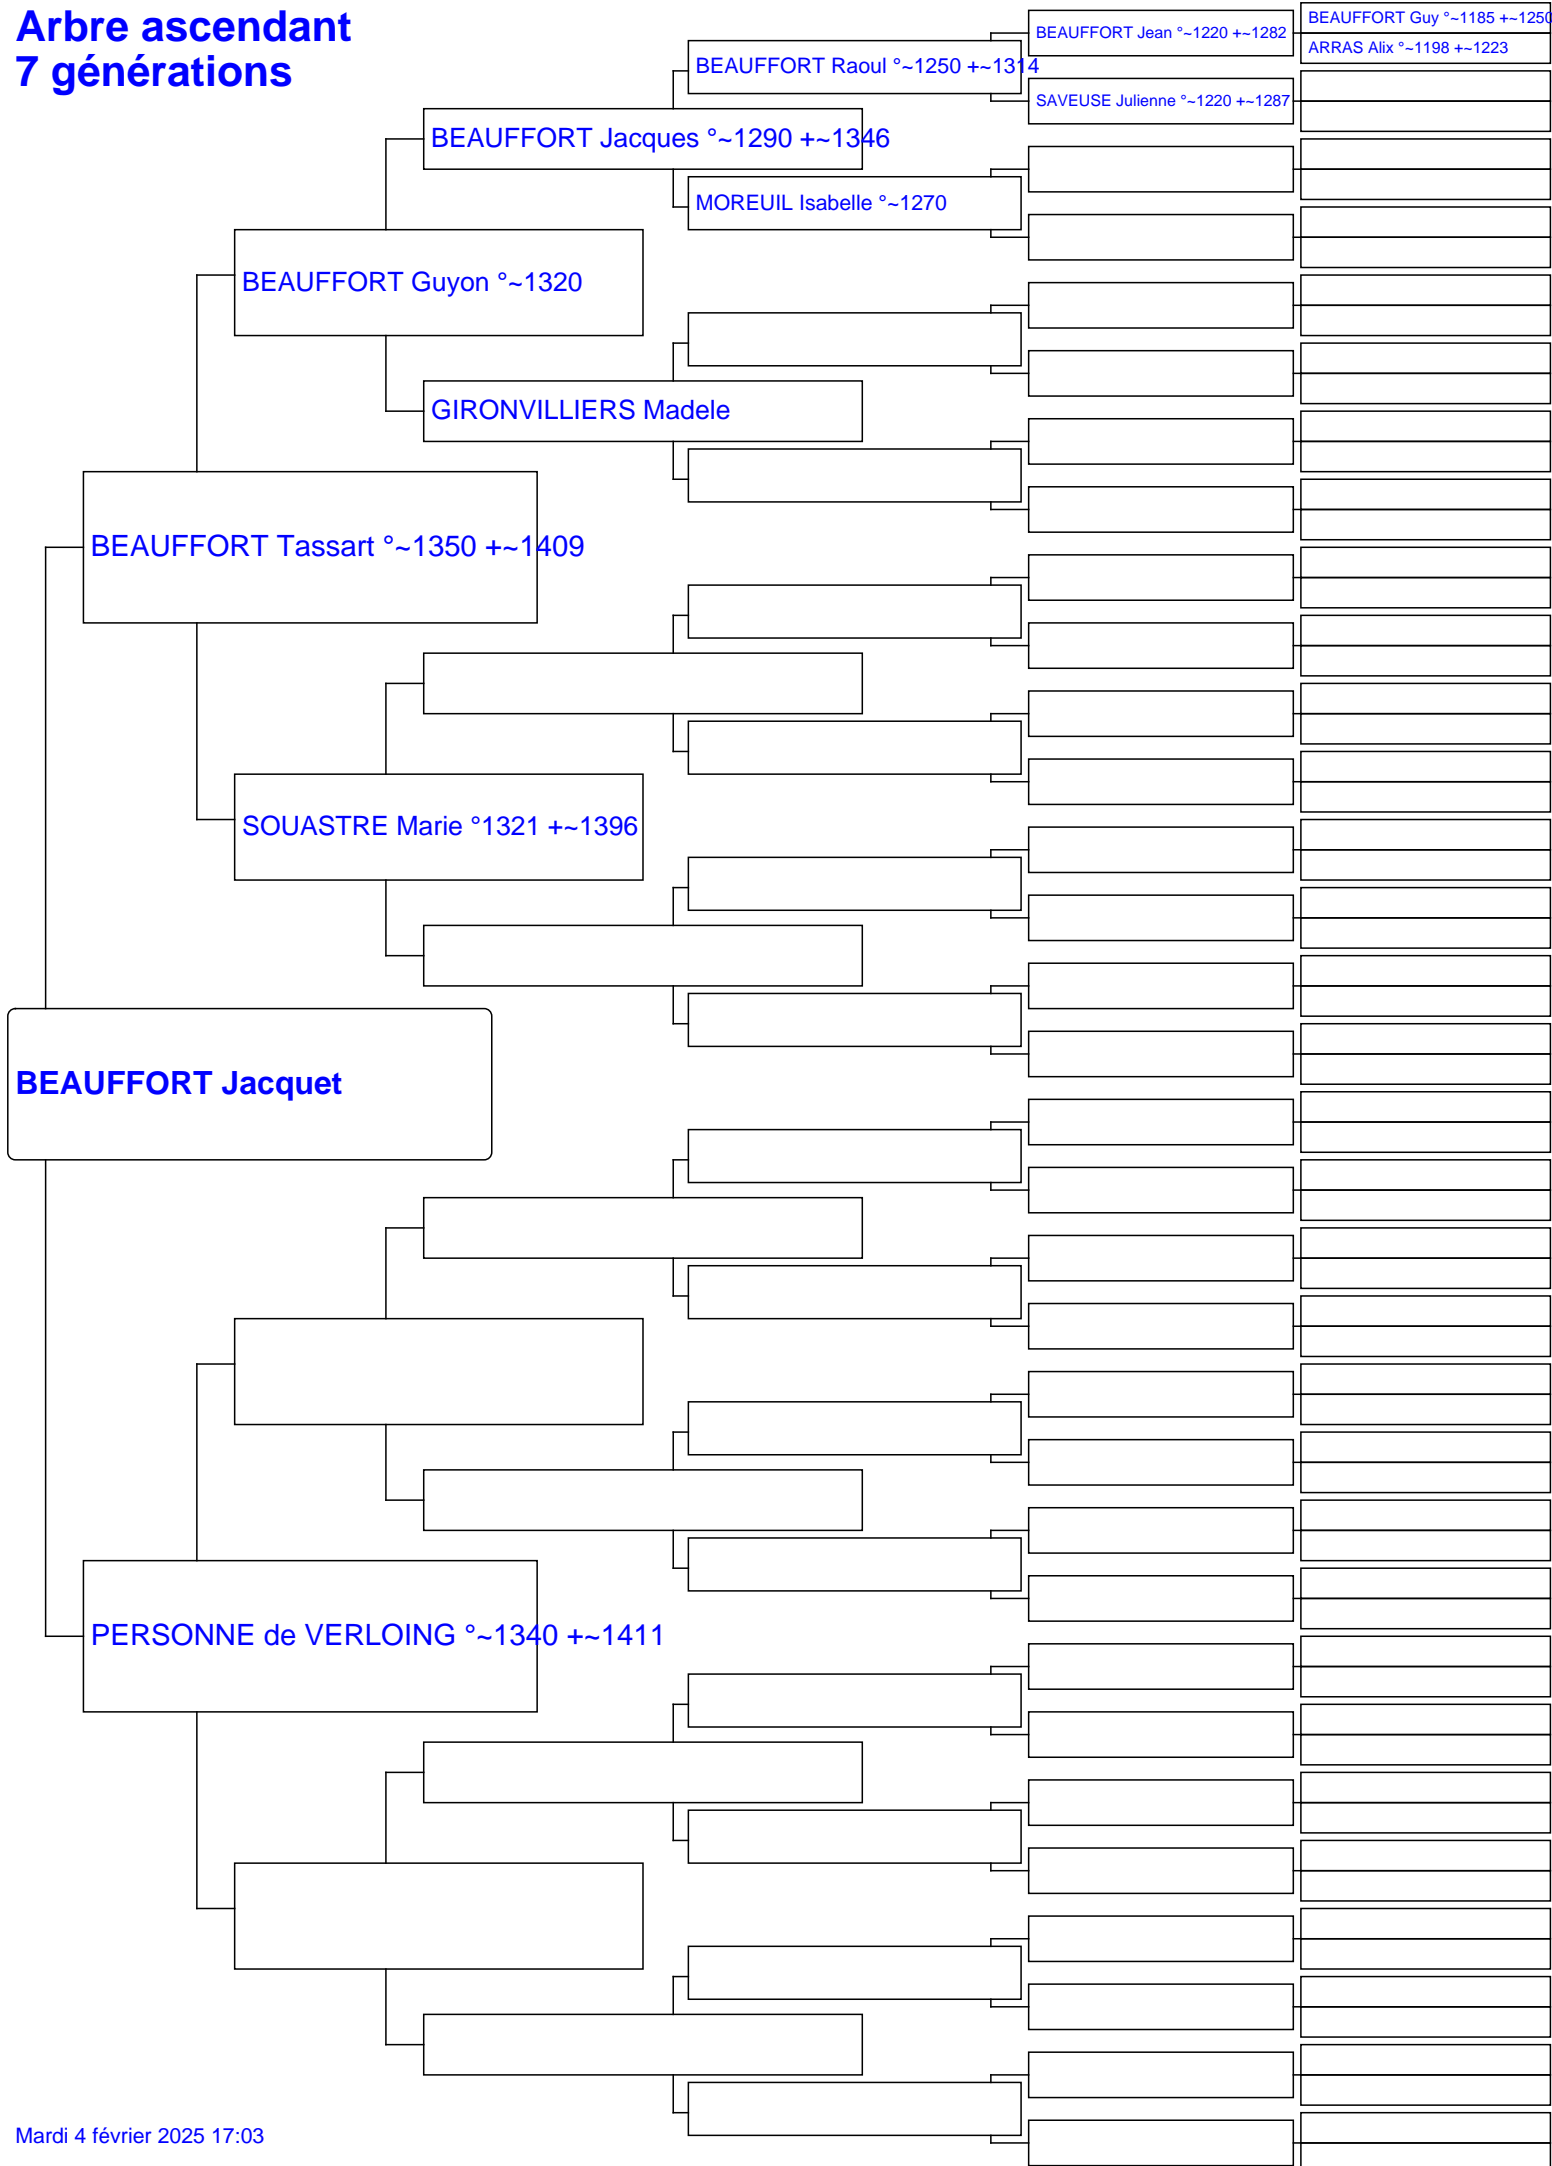 Arbre ascendant
7 générations
BEAUFFORT Guy °~1185 +~1250
BEAUFFORT Jean °~1220 +~1282
ARRAS Alix °~1198 +~1223
BEAUFFORT Raoul °~1250 +~1314
SAVEUSE Julienne °~1220 +~1287
BEAUFFORT Jacques °~1290 +~1346
MOREUIL Isabelle °~1270
BEAUFFORT Guyon °~1320
GIRONVILLIERS Madele
BEAUFFORT Tassart °~1350 +~1409
SOUASTRE Marie °1321 +~1396
BEAUFFORT Jacquet
PERSONNE de VERLOING °~1340 +~1411
Mardi 4 février 2025 17:03